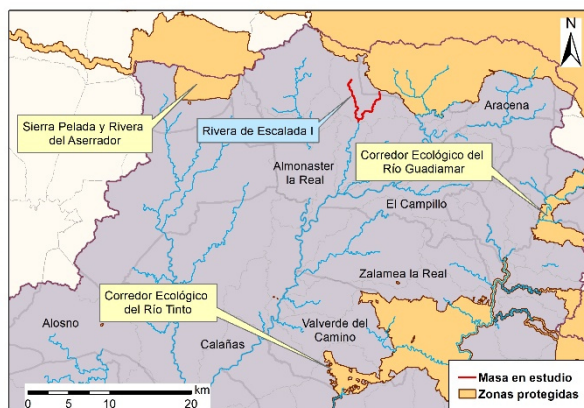 N
Sierra Pelada y Rivera
del Aserrador
Rivera de Escalada I
Aracena
Almonaster
la Real
Corredor Ecológico del
Río Guadiamar
El Campillo
Zalamea la Real
Corredor Ecológico
del Río Tinto
Alosno
Valverde del
Camino
Calañas
km
0 5 10 20
Masa en estudio
Zonas protegidas